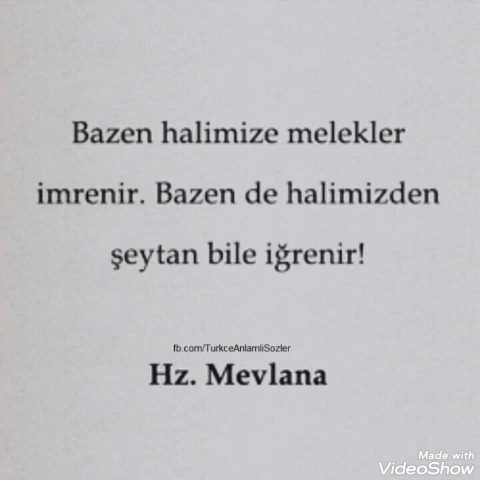 Bazen halimize melekler
imrenir. Bazen de halimizden
şeytan bile iğrenir!
fb.com/TurkceAnlamliSozler
Hz. Mevlana
Made with
VideoShow